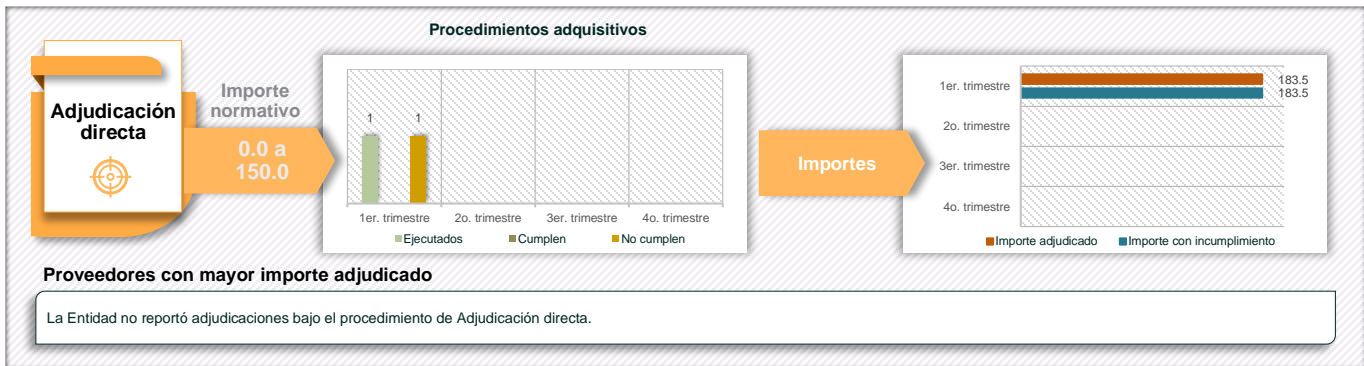 Procedimientos adquisitivos
Adjudicación
directa
Importe
normativo
0.0 a
150.0
1
1
1er. trimestre
2o. trimestre
3er. trimestre
4o. trimestre
Ejecutados
Cumplen
No cumplen
Importes
1er. trimestre
183.5
183.5
2o. trimestre
3er. trimestre
4o. trimestre
Importe adjudicado
Importe con incumplimiento
Proveedores con mayor importe adjudicado
La Entidad no reportó adjudicaciones bajo el procedimiento de Adjudicación directa.